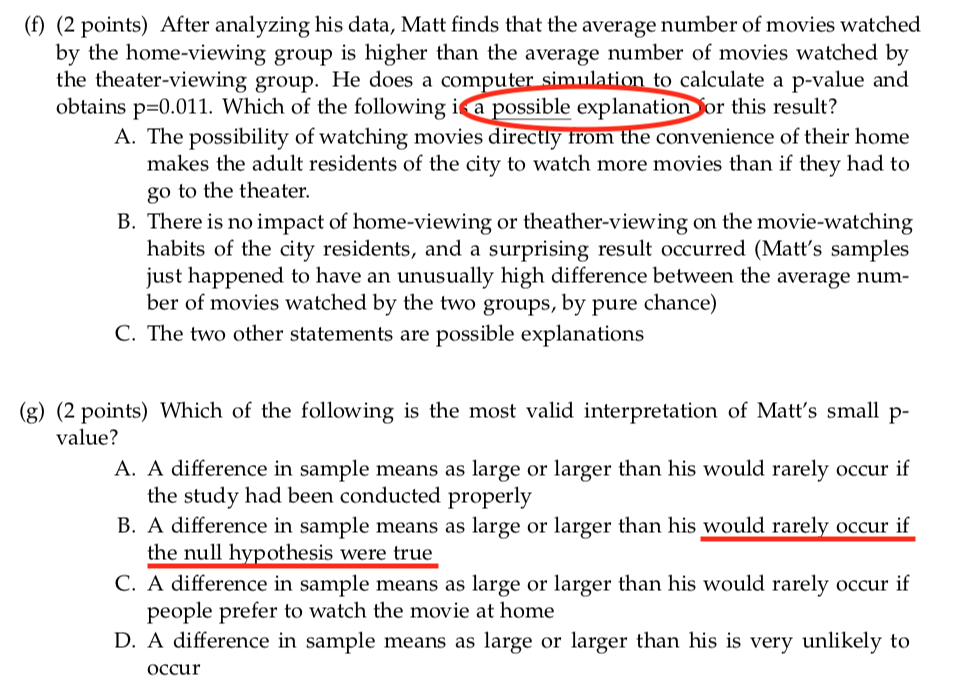 (f) (2 points) After analyzing his data, Matt finds that the average number of movies watched
by the home-viewing group is higher than the average number of movies watched by
the theater-viewing group. He does a computer simulation to calculate a p-value and
obtains p=0.011. Which of the following is a possible explanation for this result?
A. The possibility of watching movies directly from the convenience of their home
makes the adult residents of the city to watch more movies than if they had to
go to the theater.
B. There is no impact of home-viewing or theather-viewing on the movie-watching
habits of the city residents, and a surprising result occurred (Matt's samples
just happened to have an unusually high difference between the average num-
ber of movies watched by the two groups, by pure chance)
C. The two other statements are possible explanations
(g) (2 points) Which of the following is the most valid interpretation of Matt's small p-
value?
A. A difference in sample means as large or larger than his would rarely occur if
the study had been conducted properly
B. A difference in sample means as large or larger than his would rarely occur if
the null hypothesis were true
C. A difference in sample means as large or larger than his would rarely occur if
people prefer to watch the movie at home
D. A difference in sample means as large or larger than his is very unlikely to
occur